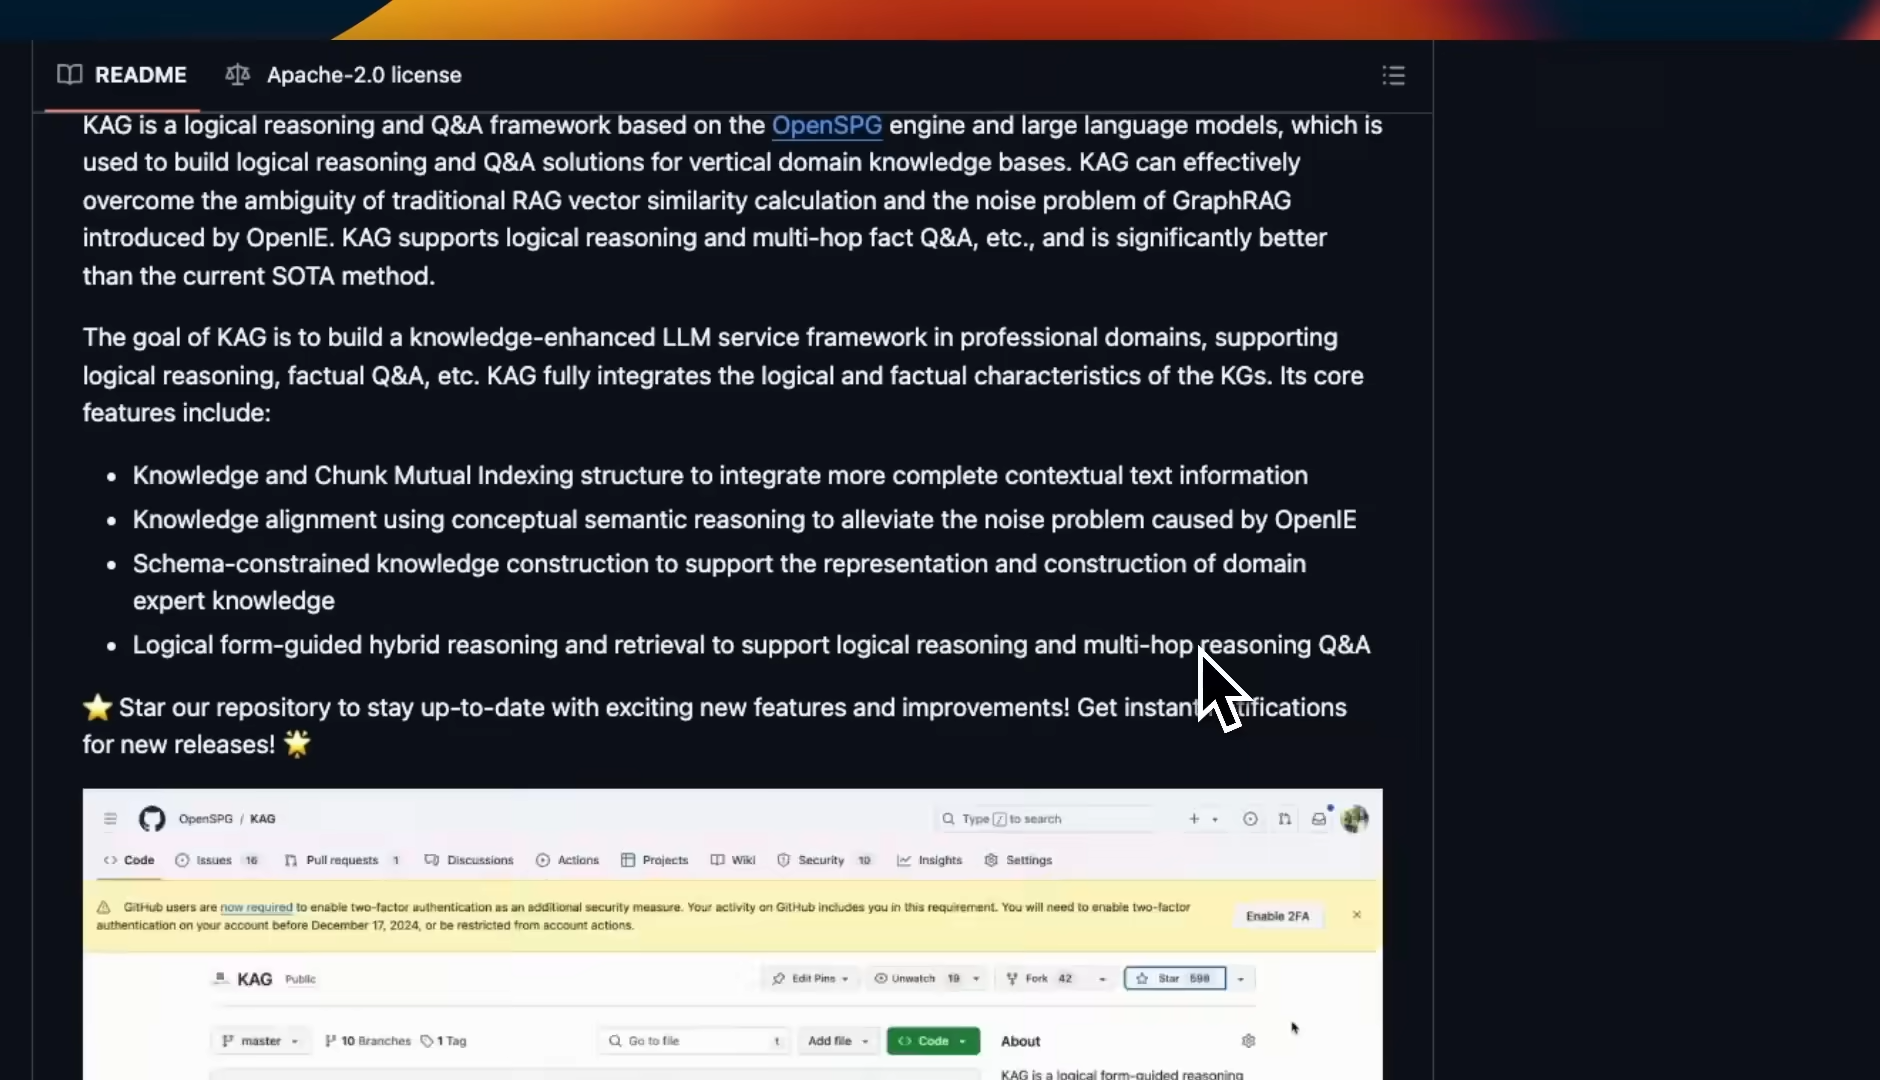 README
Apache-2.0 license
KAG is a logical reasoning and Q&A framework based on the OpenSPG engine and large language models, which is
used to build logical reasoning and Q&A solutions for vertical domain knowledge bases. KAG can effectively
overcome the ambiguity of traditional RAG vector similarity calculation and the noise problem of GraphRAG
introduced by OpenIE. KAG supports logical reasoning and multi-hop fact Q&A, etc., and is significantly better
than the current SOTA method.
The goal of KAG is to build a knowledge-enhanced LLM service framework in professional domains, supporting
logical reasoning, factual Q&A, etc. KAG fully integrates the logical and factual characteristics of the KGs. Its core
features include:
• Knowledge and Chunk Mutual Indexing structure to integrate more complete contextual text information
• Knowledge alignment using conceptual semantic reasoning to alleviate the noise problem caused by OpenIE
• Schema-constrained knowledge construction to support the representation and construction of domain
expert knowledge
• Logical form-guided hybrid reasoning and retrieval to support logical reasoning and multi-hop reasoning Q&A
⭐ Star our repository to stay up-to-date with exciting new features and improvements! Get instant notifications
for new releases! 🌟
OpenSPG / KAG
Type / to search
Code Issues 16 Pull requests 1 Discussions Actions Projects Wiki Security 10 Insights Settings
GitHub users are now required to enable two-factor authentication as an additional security measure. Your activity on GitHub includes you in this requirement. You will need to enable two-factor
authentication on your account before December 17, 2024, or be restricted from account actions.
Enable 2FA
KAG Public
Edit Pins Unwatch 19 Fork 42 Star 598
master 10 Branches 1 Tag Go to file t Add file Code About
KAG is a logical form-guided reasoning